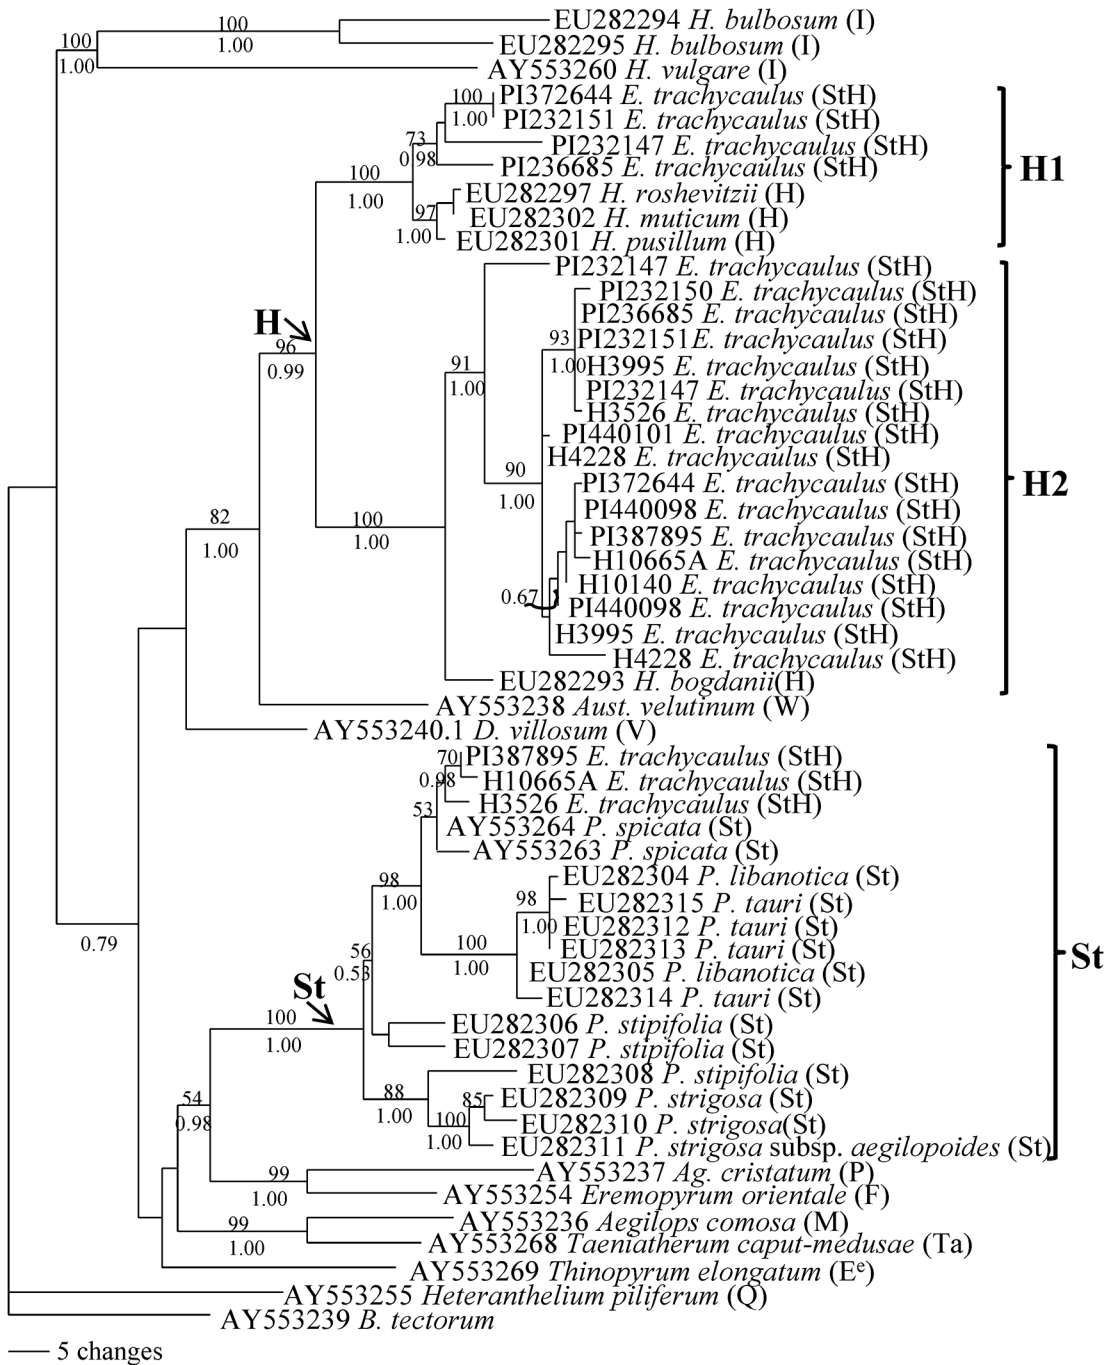 100
EU282294 H. bulbosum (I)
1.00
EU282295 H. bulbosum (I)
100
1.00
AY553260 H. vulgare (I)
100
PI372644 E. trachycaulus (StH)
1.00
PI232151 E. trachycaulus (StH)
73
PI232147 E. trachycaulus (StH)
0.98
PI236685 E. trachycaulus (StH)
H1
100
1.00
EU282297 H. roshevitzii (H)
97
EU282302 H. muticum (H)
1.00
EU282301 H. pusillum (H)
PI232147 E. trachycaulus (StH)
PI232150 E. trachycaulus (StH)
PI236685 E. trachycaulus (StH)
H
96
0.99
93
PI232151E. trachycaulus (StH)
91
1.00
H3995 E. trachycaulus (StH)
1.00
PI232147 E. trachycaulus (StH)
H3526 E. trachycaulus (StH)
PI440101 E. trachycaulus (StH)
H4228 E. trachycaulus (StH)
90
PI372644 E. trachycaulus (StH)
H2
1.00
PI440098 E. trachycaulus (StH)
82
1.00
100
1.00
PI387895 E. trachycaulus (StH)
H10665A E. trachycaulus (StH)
H10140 E. trachycaulus (StH)
0.67
PI440098 E. trachycaulus (StH)
H3995 E. trachycaulus (StH)
H4228 E. trachycaulus (StH)
EU282293 H. bogdanii(H)
AY553238 Aust. velutinum (W)
AY553240.1 D. villosum (V)
70
PI387895 E. trachycaulus (StH)
0.98
H10665A E. trachycaulus (StH)
53
H3526 E. trachycaulus (StH)
AY553264 P. spicata (St)
AY553263 P. spicata (St)
98
1.00
EU282304 P. libanotica (St)
98
EU282315 P. tauri (St)
1.00
EU282312 P. tauri (St)
100
1.00
EU282313 P. tauri (St)
0.79
56
0.53
EU282305 P. libanotica (St)
St
EU282314 P. tauri (St)
St
100
1.00
EU282306 P. stipifolia (St)
EU282307 P. stipifolia (St)
EU282308 P. stipifolia (St)
88
1.00
85
EU282309 P. strigosa (St)
54
0.98
100
EU282310 P. strigosa(St)
1.00
EU282311 P. strigosa subsp. aegilopoides (St)
99
AY553237 Ag. cristatum (P)
1.00
AY553254 Eremopyrum orientale (F)
99
AY553236 Aegilops comosa (M)
1.00
AY553268 Taeniatherum caput-medusae (Ta)
AY553269 Thinopyrum elongatum (Eᵉ)
AY553255 Heteranthelium piliferum (Q)
AY553239 B. tectorum
5 changes